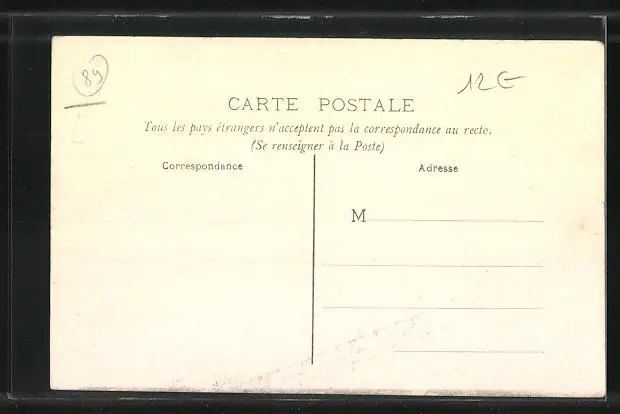 89
12 €
CARTE POSTALE
Tous les pays étrangers n'acceptent pas la correspondance au recto.
(Se renseigner à la Poste)
Correspondance
Adresse
M